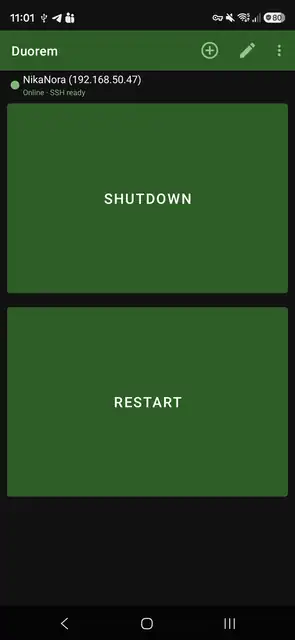 11:01
80
Duorem
NikaNora (192.168.50.47)
Online · SSH ready
SHUTDOWN
RESTART